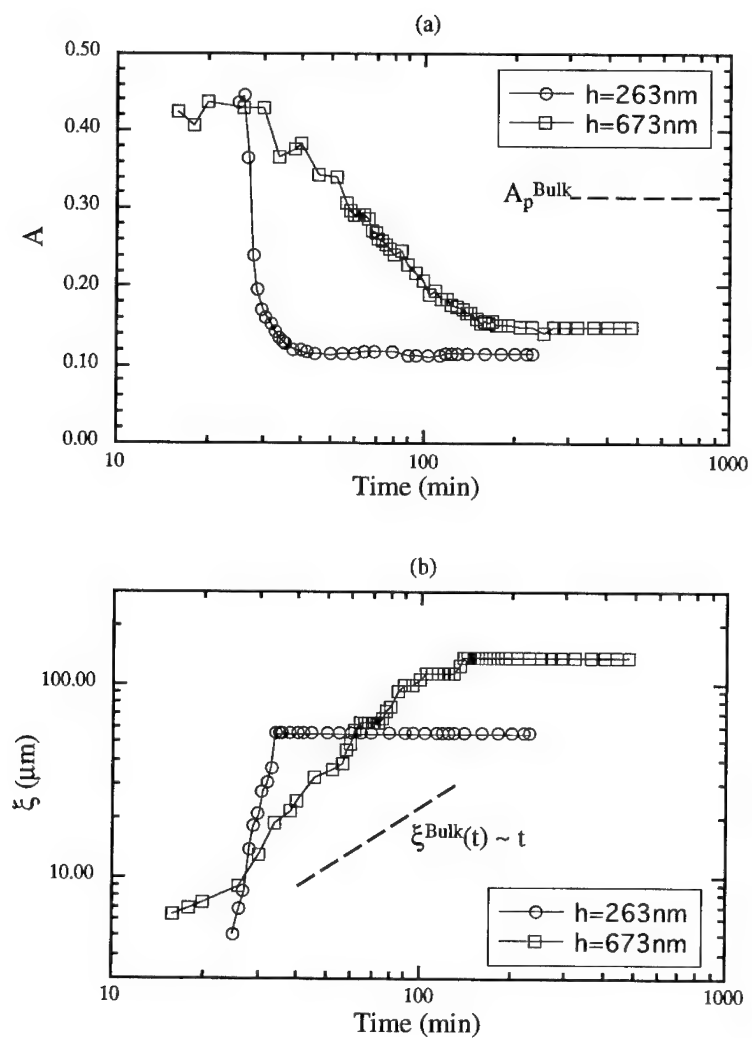 (a)
0.50
0.40
0.30
0.20
0.10
0.00
A
h=263nm
h=673nm
A_p^Bulk
10
100
1000
Time (min)
(b)
100.00
10.00
ξ (μm)
ξ^Bulk(t) ~ t
h=263nm
h=673nm
10
100
1000
Time (min)